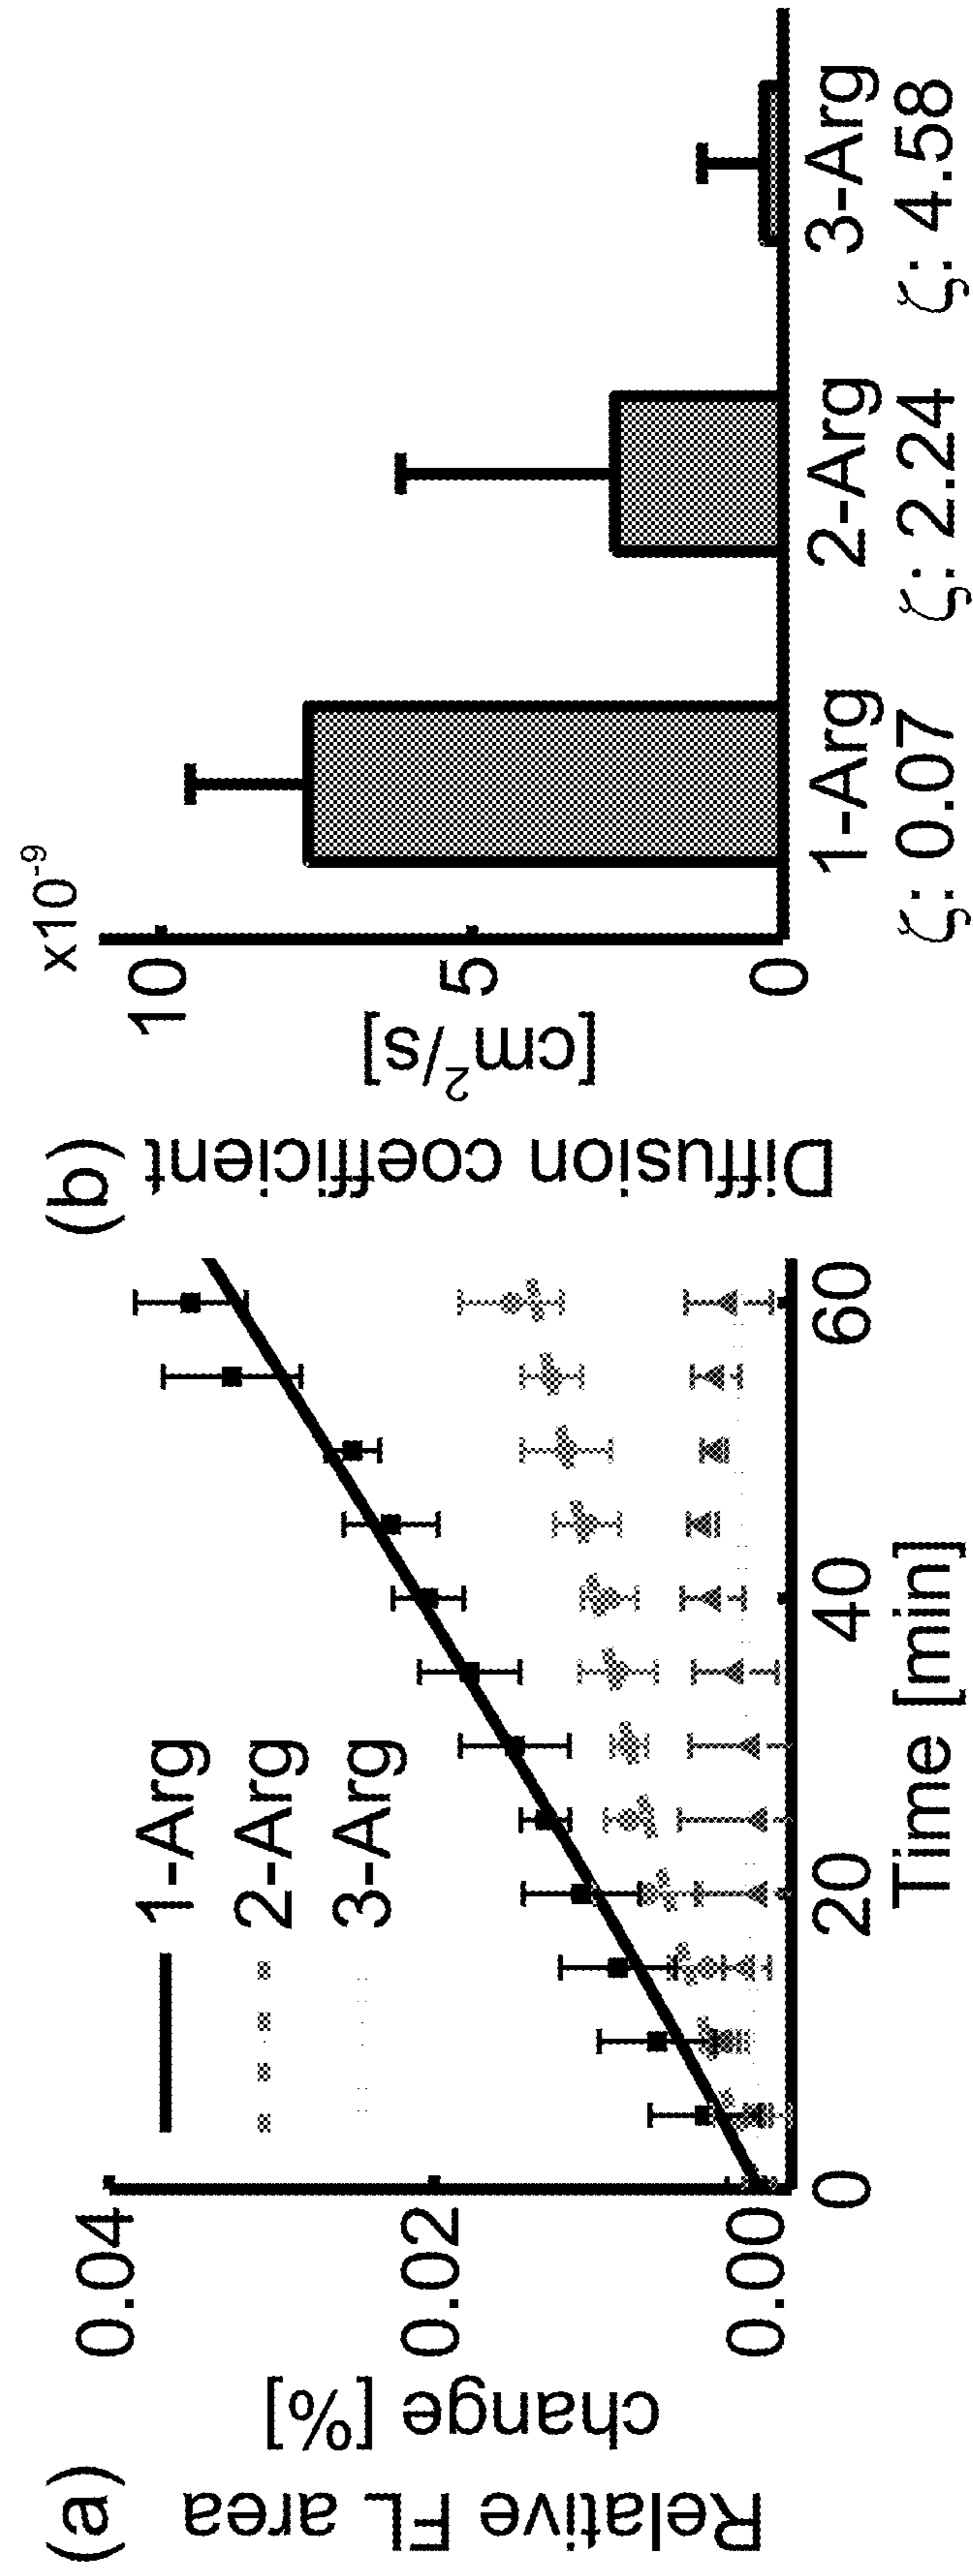 (a)
Relative FL area
change [%]
0.04
0.02
0.00
0
20
40
60
Time [min]
1-Arg
2-Arg
3-Arg
(b)
Diffusion coefficient
[cm²/s]
x10⁻⁹
10
5
0
1-Arg 2-Arg 3-Arg
ζ: 0.07 ζ: 2.24 ζ: 4.58